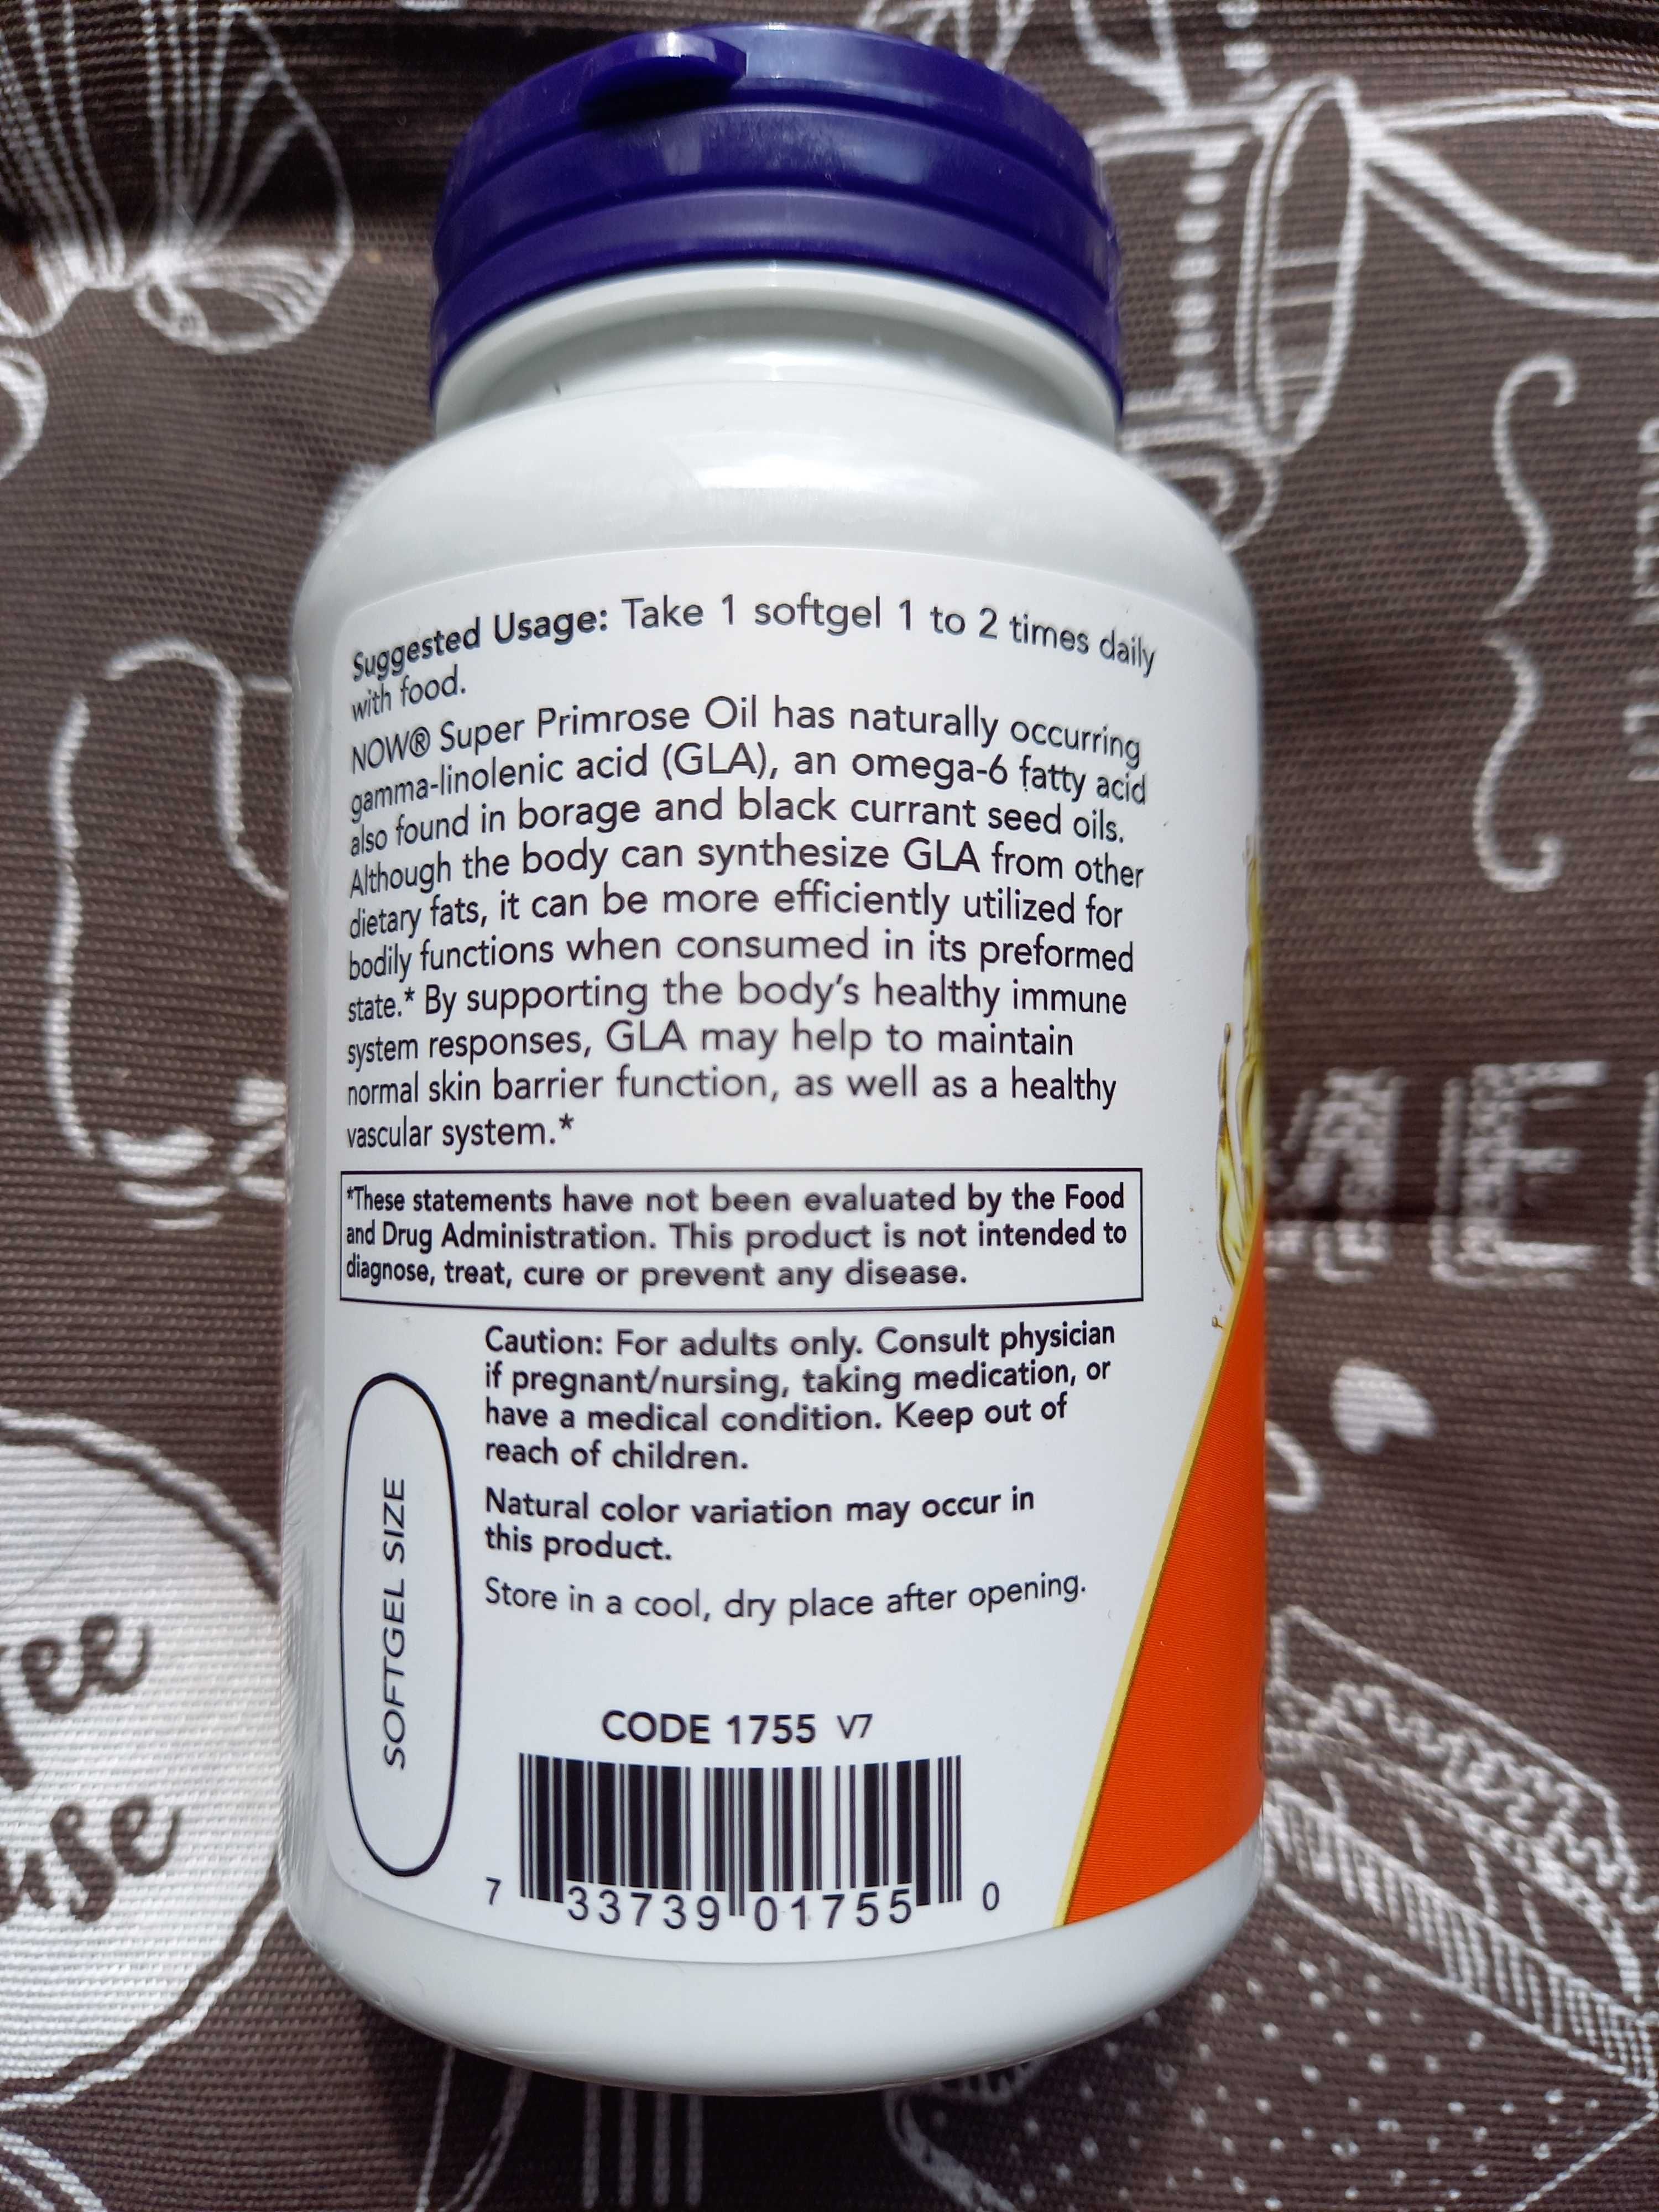 Suggested Usage: Take 1 softgel 1 to 2 times daily
with food.
NOW® Super Primrose Oil has naturally occurring
gamma-linolenic acid (GLA), an omega-6 fatty acid
also found in borage and black currant seed oils.
Although the body can synthesize GLA from other
dietary fats, it can be more efficiently utilized for
bodily functions when consumed in its preformed
state.* By supporting the body's healthy immune
system responses, GLA may help to maintain
normal skin barrier function, as well as a healthy
vascular system.*
*These statements have not been evaluated by the Food
and Drug Administration. This product is not intended to
diagnose, treat, cure or prevent any disease.
Caution: For adults only. Consult physician
if pregnant/nursing, taking medication, or
have a medical condition. Keep out of
reach of children.
Natural color variation may occur in
this product.
Store in a cool, dry place after opening.
SOFTGEL SIZE
CODE 1755 V7
7 33739 01755 0